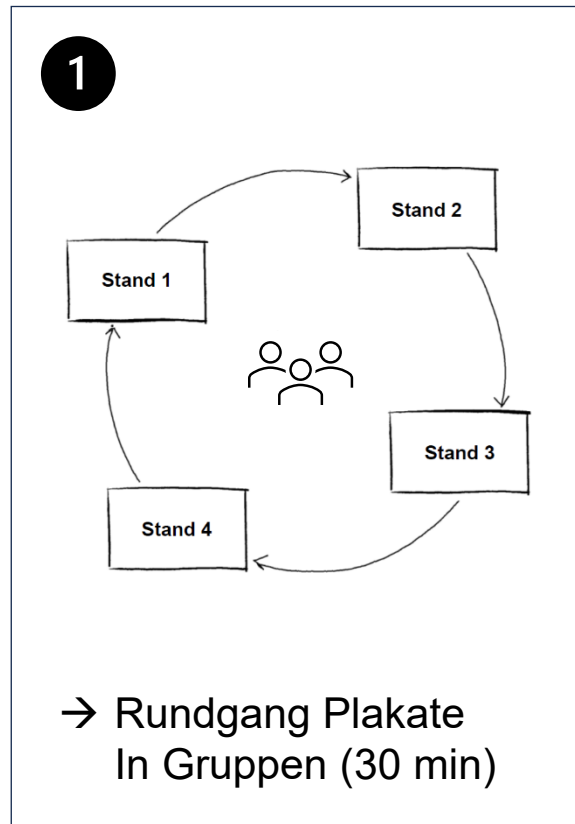 1
Stand 2
Stand 1
Stand 3
Stand 4
→ Rundgang Plakate
In Gruppen (30 min)